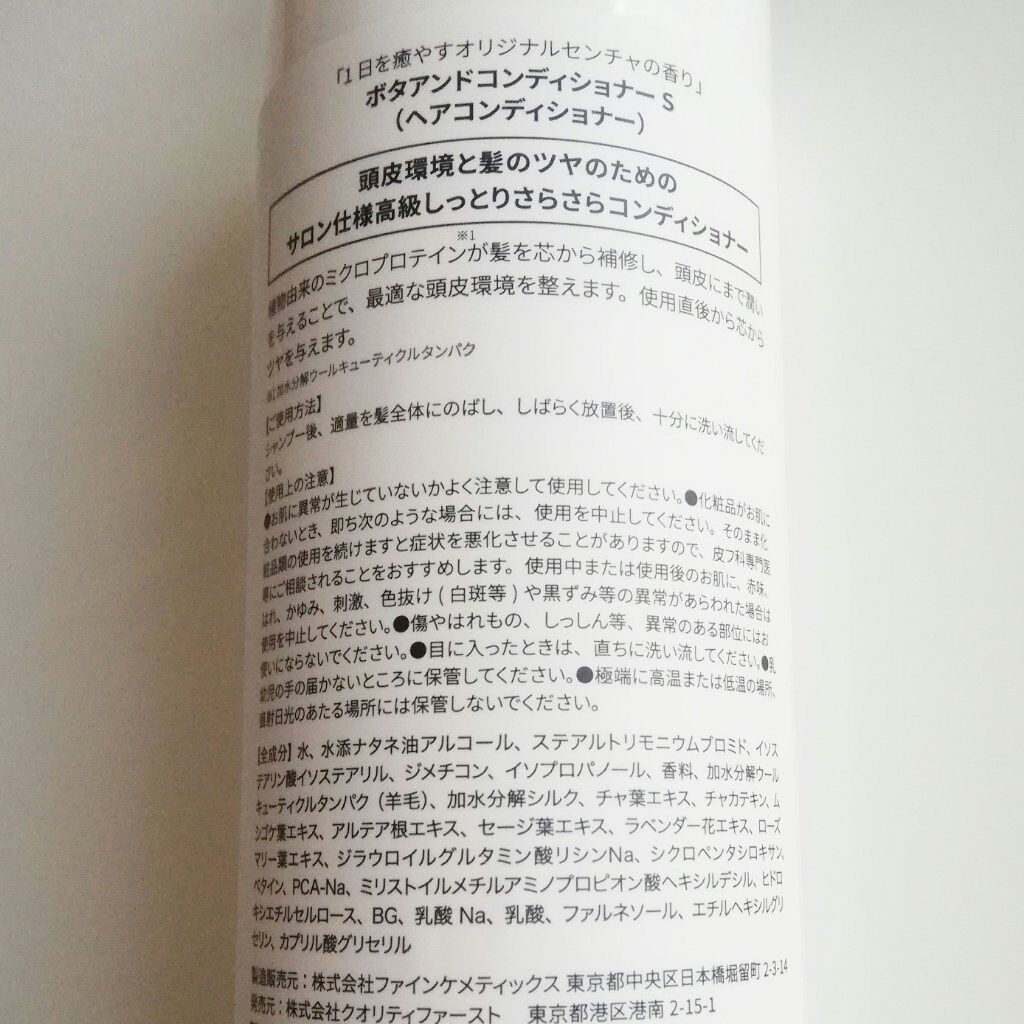 「1日を癒やすオリジナルセンチャの香り」
ボタアンドコンディショナーS
(ヘアコンディショナー)
頭皮環境と髪のツヤのための
サロン仕様高級しっとりさらさらコンディショナー
植物由来のミクロプロテイン※1が髪を芯から補修し、頭皮にまで潤い
を与えることで、最適な頭皮環境を整えます。使用直後から芯から
ツヤを与えます。
※1:加水分解ウールキューティクルタンパク
【ご使用方法】
シャンプー後、適量を髪全体にのばし、しばらく放置後、十分に洗い流してくだ
さい。
【使用上の注意】
●お肌に異常が生じていないかよく注意して使用してください。●化粧品がお肌に
合わないとき、即ち次のような場合には、使用を中止してください。そのまま化
粧品類の使用を続けますと症状を悪化させることがありますので、皮フ科専門医
等にご相談されることをおすすめします。使用中または使用後のお肌に、赤味、
はれ、かゆみ、刺激、色抜け(白斑等)や黒ずみ等の異常があらわれた場合は
使用を中止してください。●傷やはれもの、しっしん等、異常のある部位にはお
使いにならないでください。●目に入ったときは、直ちに洗い流してください。●乳
幼児の手の届かないところに保管してください。●極端に高温または低温の場所、
直射日光のあたる場所には保管しないでください。
【全成分】水、水添ナタネ油アルコール、ステアルトリモニウムブロミド、イソス
テアリン酸イソステアリル、ジメチコン、イソプロパノール、香料、加水分解ウール
キューティクルタンパク(羊毛)、加水分解シルク、チャ葉エキス、チャカテキン、ム
シゴケ葉エキス、アルテア根エキス、セージ葉エキス、ラベンダー花エキス、ローズ
マリー葉エキス、ジラウロイルグルタミン酸リシンNa、シクロペンタシロキサン、
ベタイン、PCA-Na、ミリストイルメチルアミノプロピオン酸ヘキシルデシル、ヒドロ
キシエチルセルロース、BG、乳酸Na、乳酸、ファルネソール、エチルヘキシルグリ
セリン、カプリル酸グリセリル
製造販売元:株式会社ファインケメティックス 東京都中央区日本橋堀留町2-3-14
発売元:株式会社クオリティファースト 東京都港区港南2-15-1